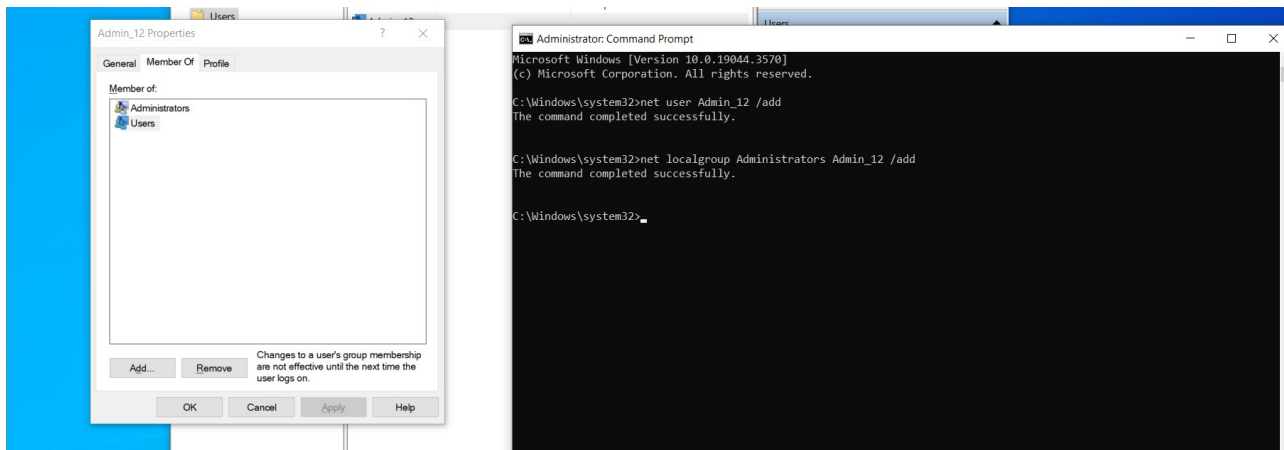 Users
Admin_12 Properties
?
General Member Of Profile
Member of:
Administrators
Users
Add...
Remove
Changes to a user's group membership
are not effective until the next time the
user logs on.
OK
Cancel
Apply
Help
Users
Administrator: Command Prompt
Microsoft Windows [Version 10.0.19044.3570]
(c) Microsoft Corporation. All rights reserved.
C:\Windows\system32>net user Admin_12 /add
The command completed successfully.
C:\Windows\system32>net localgroup Administrators Admin_12 /add
The command completed successfully.
C:\Windows\system32>